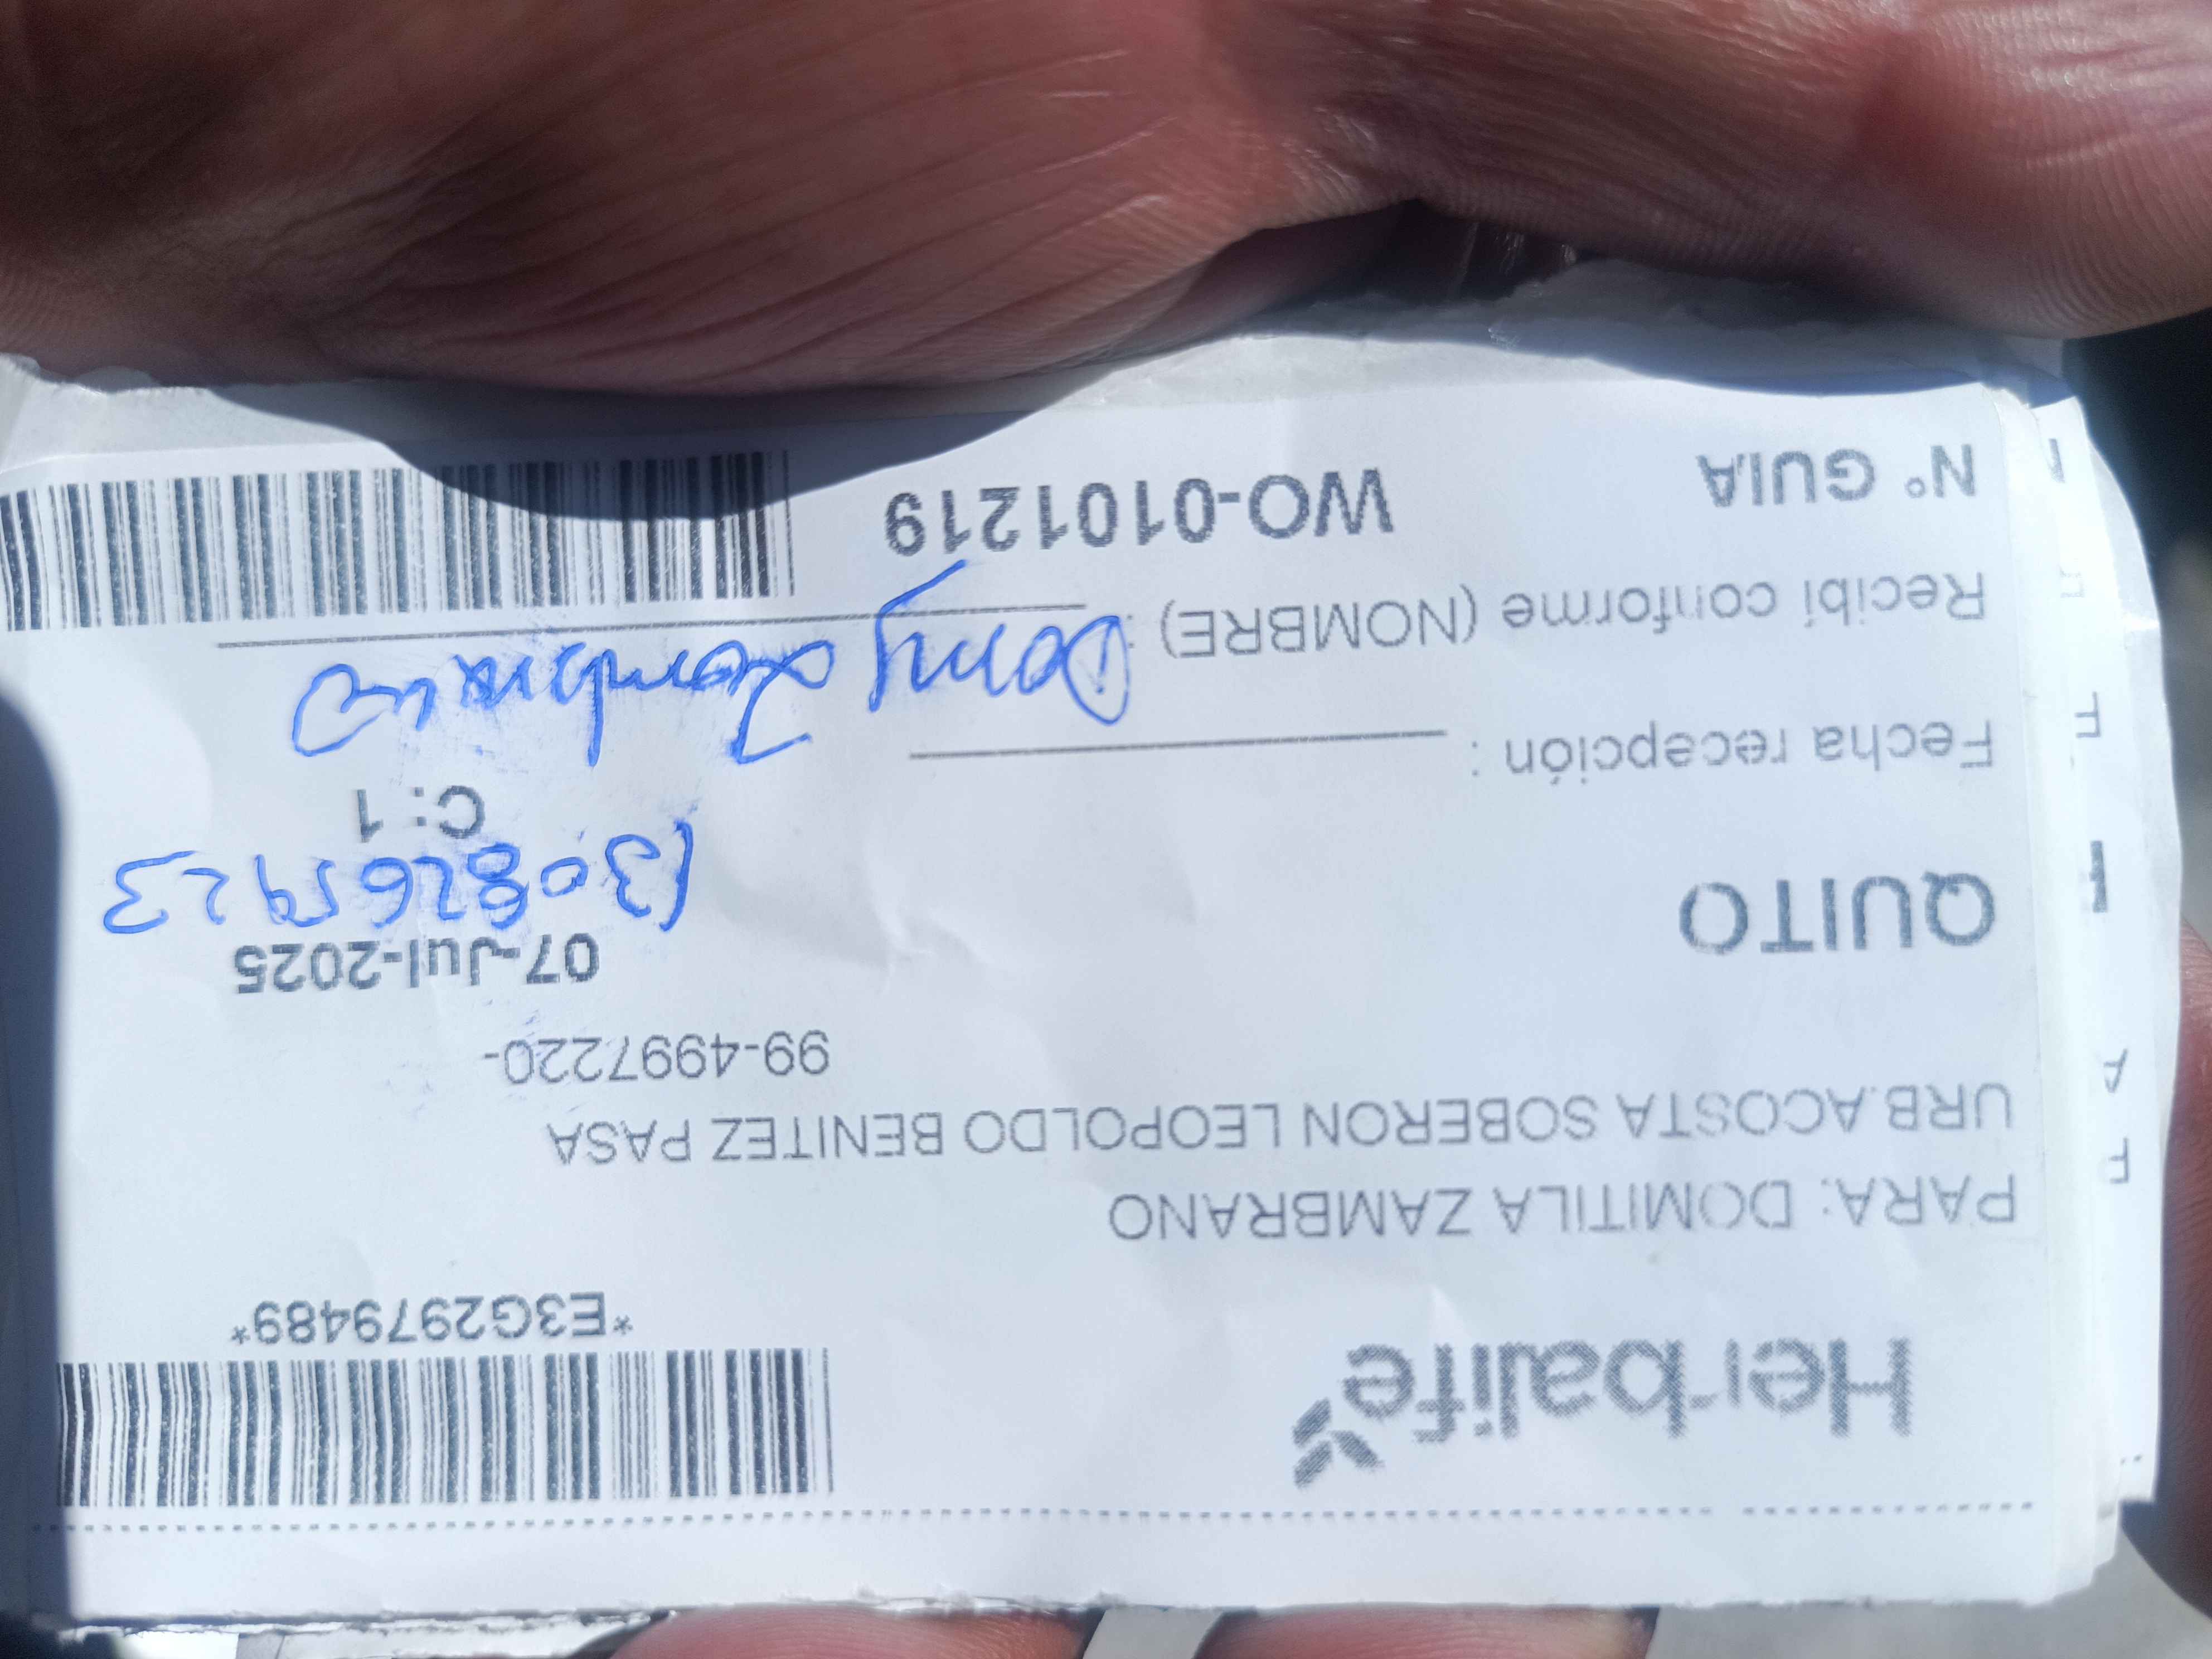 Herbalife
*E3G2979489*
PARA: DOMITILA ZAMBRANO
URB.ACOSTA SOBERON LEOPOLDO BENITEZ PASA
99-4997220-
QUITO
07-Jul-2025
1308265923
C: 1
Fecha recepción :
Recibí conforme (NOMBRE) : Domy Zambrano
N° GUIA WO-0101219